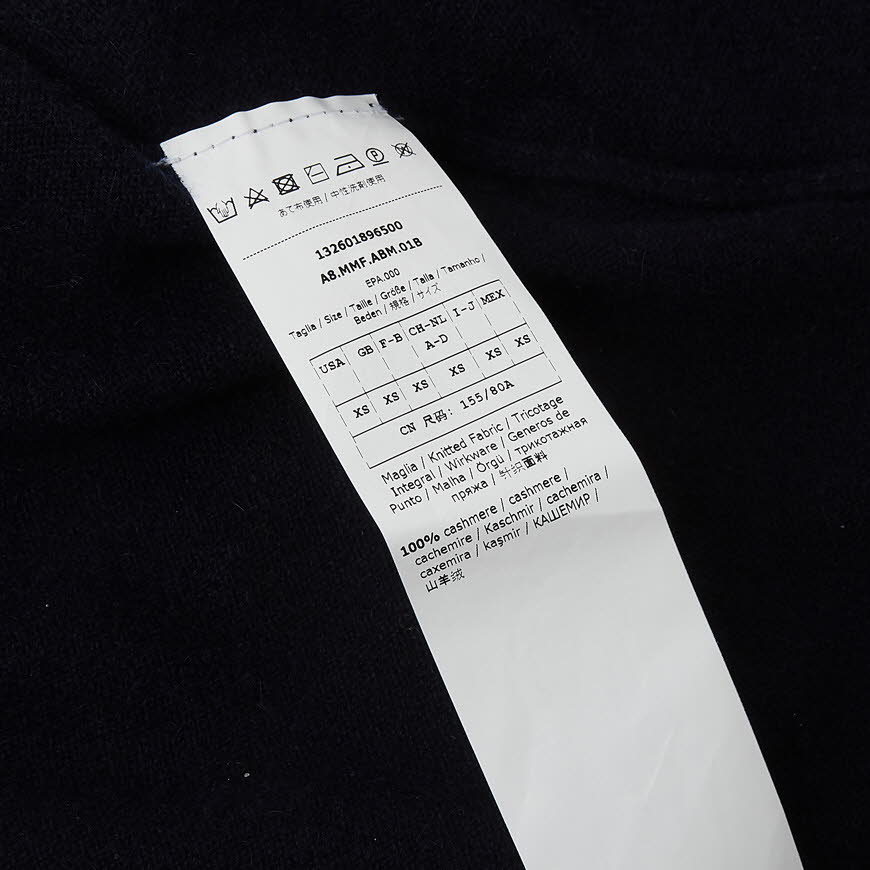 あて布使用 / 中性洗剤使用
132601896500
A8.MMF.ABM.01B
EPA.000
Taglia / Size / Taille / Größe / Talla / Tamanho /
Beden / 規格 / サイズ
USA GB F-B CH-NL I-J MEX
A-D
XS XS XS XS XS XS
CN 尺码: 155/80A
Maglia / Knitted Fabric / Tricotage
Integral / Wirkware / Generos de
Punto / Malha / Örgü / трикотажная
пряжа / 针织面料
100% cashmere / cashmere /
cachemire / Kaschmir / cachemira /
caxemira / kaşmir / КАШЕМИР /
山羊绒